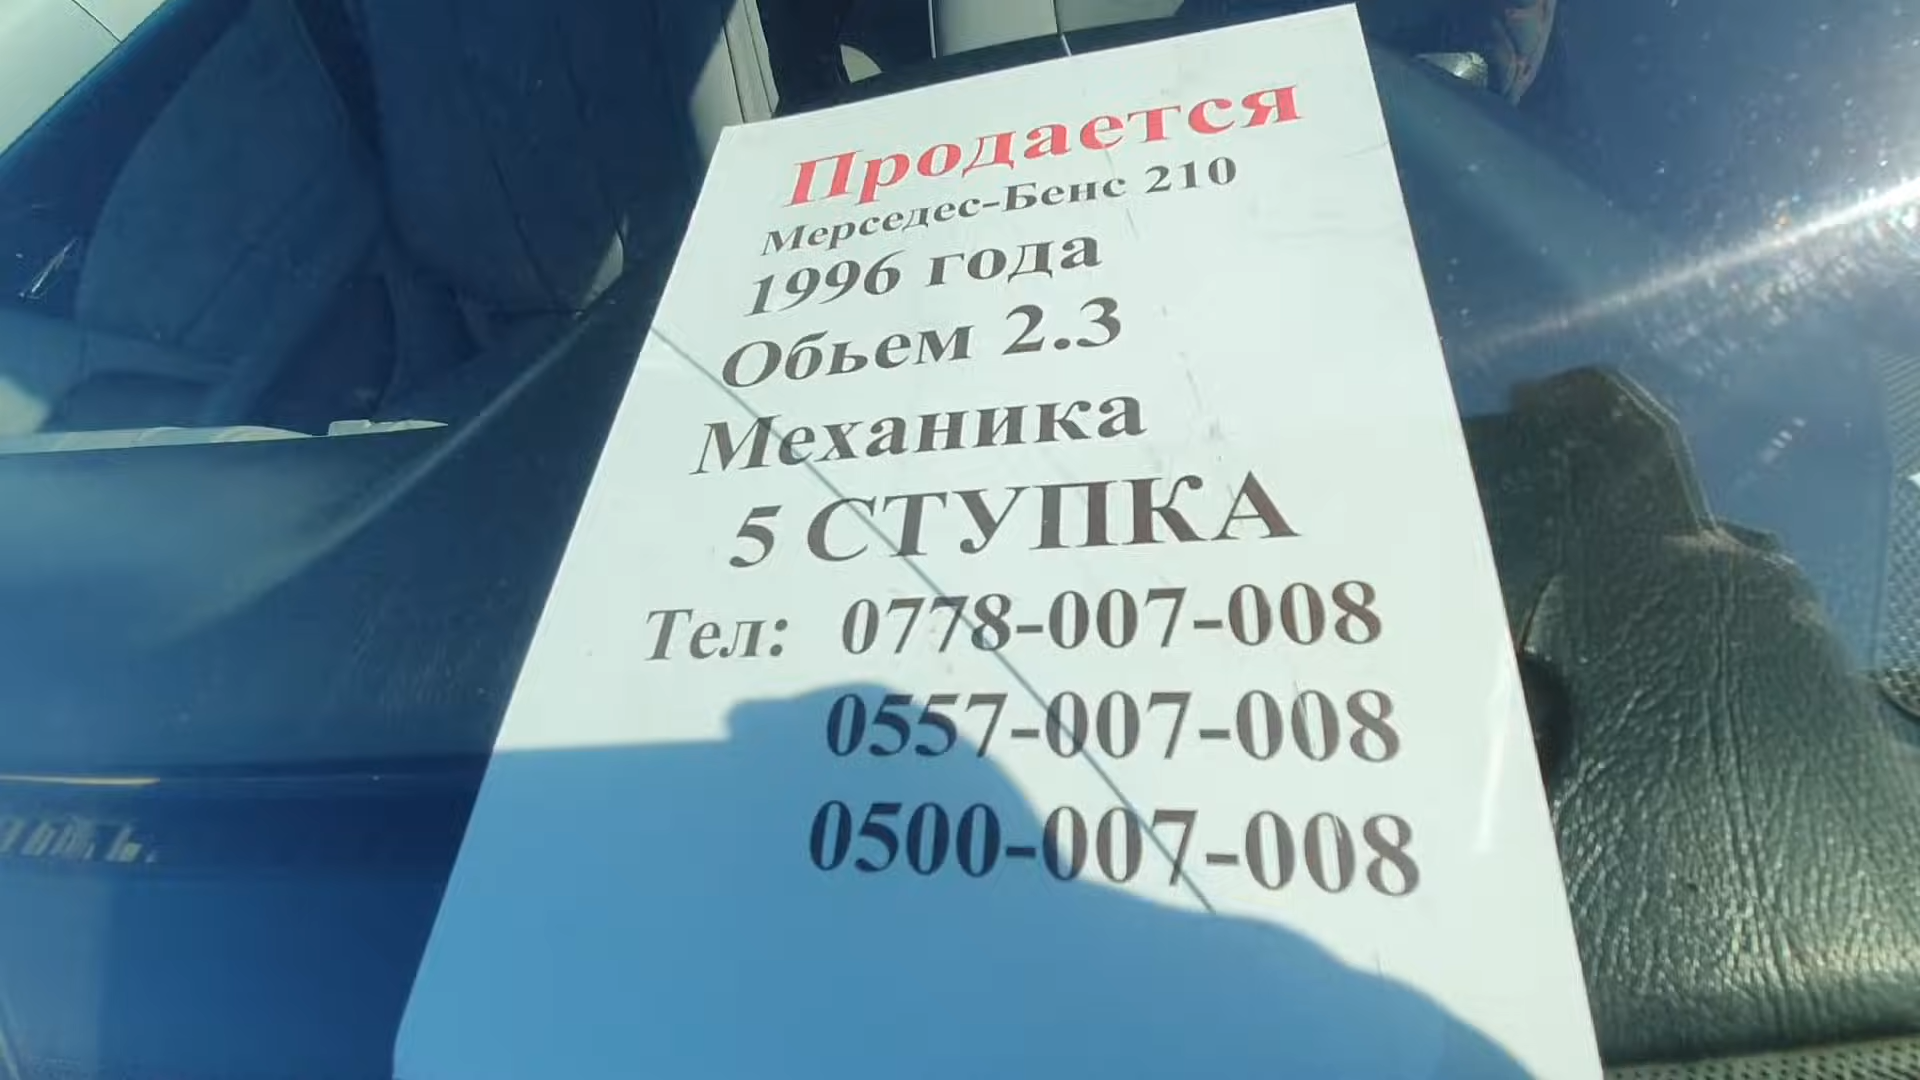 Продается
Мерседес-Бенс 210
1996 года
Обьем 2.3
Механика
5 СТУПКА
Тел: 0778-007-008
0557-007-008
0500-007-008